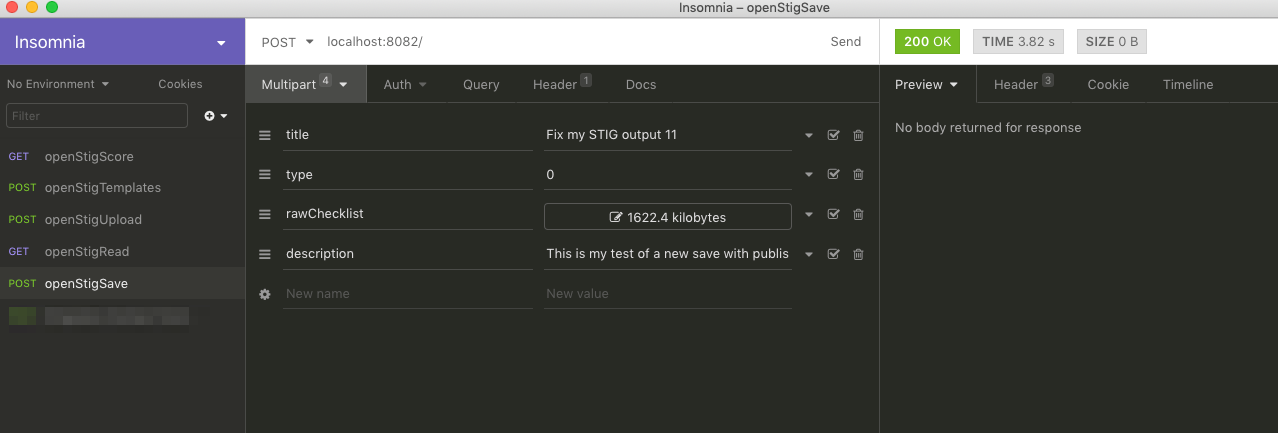 Insomnia – openStigSave
Insomnia
POST localhost:8082/ Send
200 OK TIME 3.82 s SIZE 0 B
No Environment Cookies
Multipart 4 Auth Query Header 1 Docs
Preview Header 3 Cookie Timeline
Filter
GET openStigScore
POST openStigTemplates
POST openStigUpload
GET openStigRead
POST openStigSave
title Fix my STIG output 11
type 0
rawChecklist 1622.4 kilobytes
description This is my test of a new save with publis
New name New value
No body returned for response